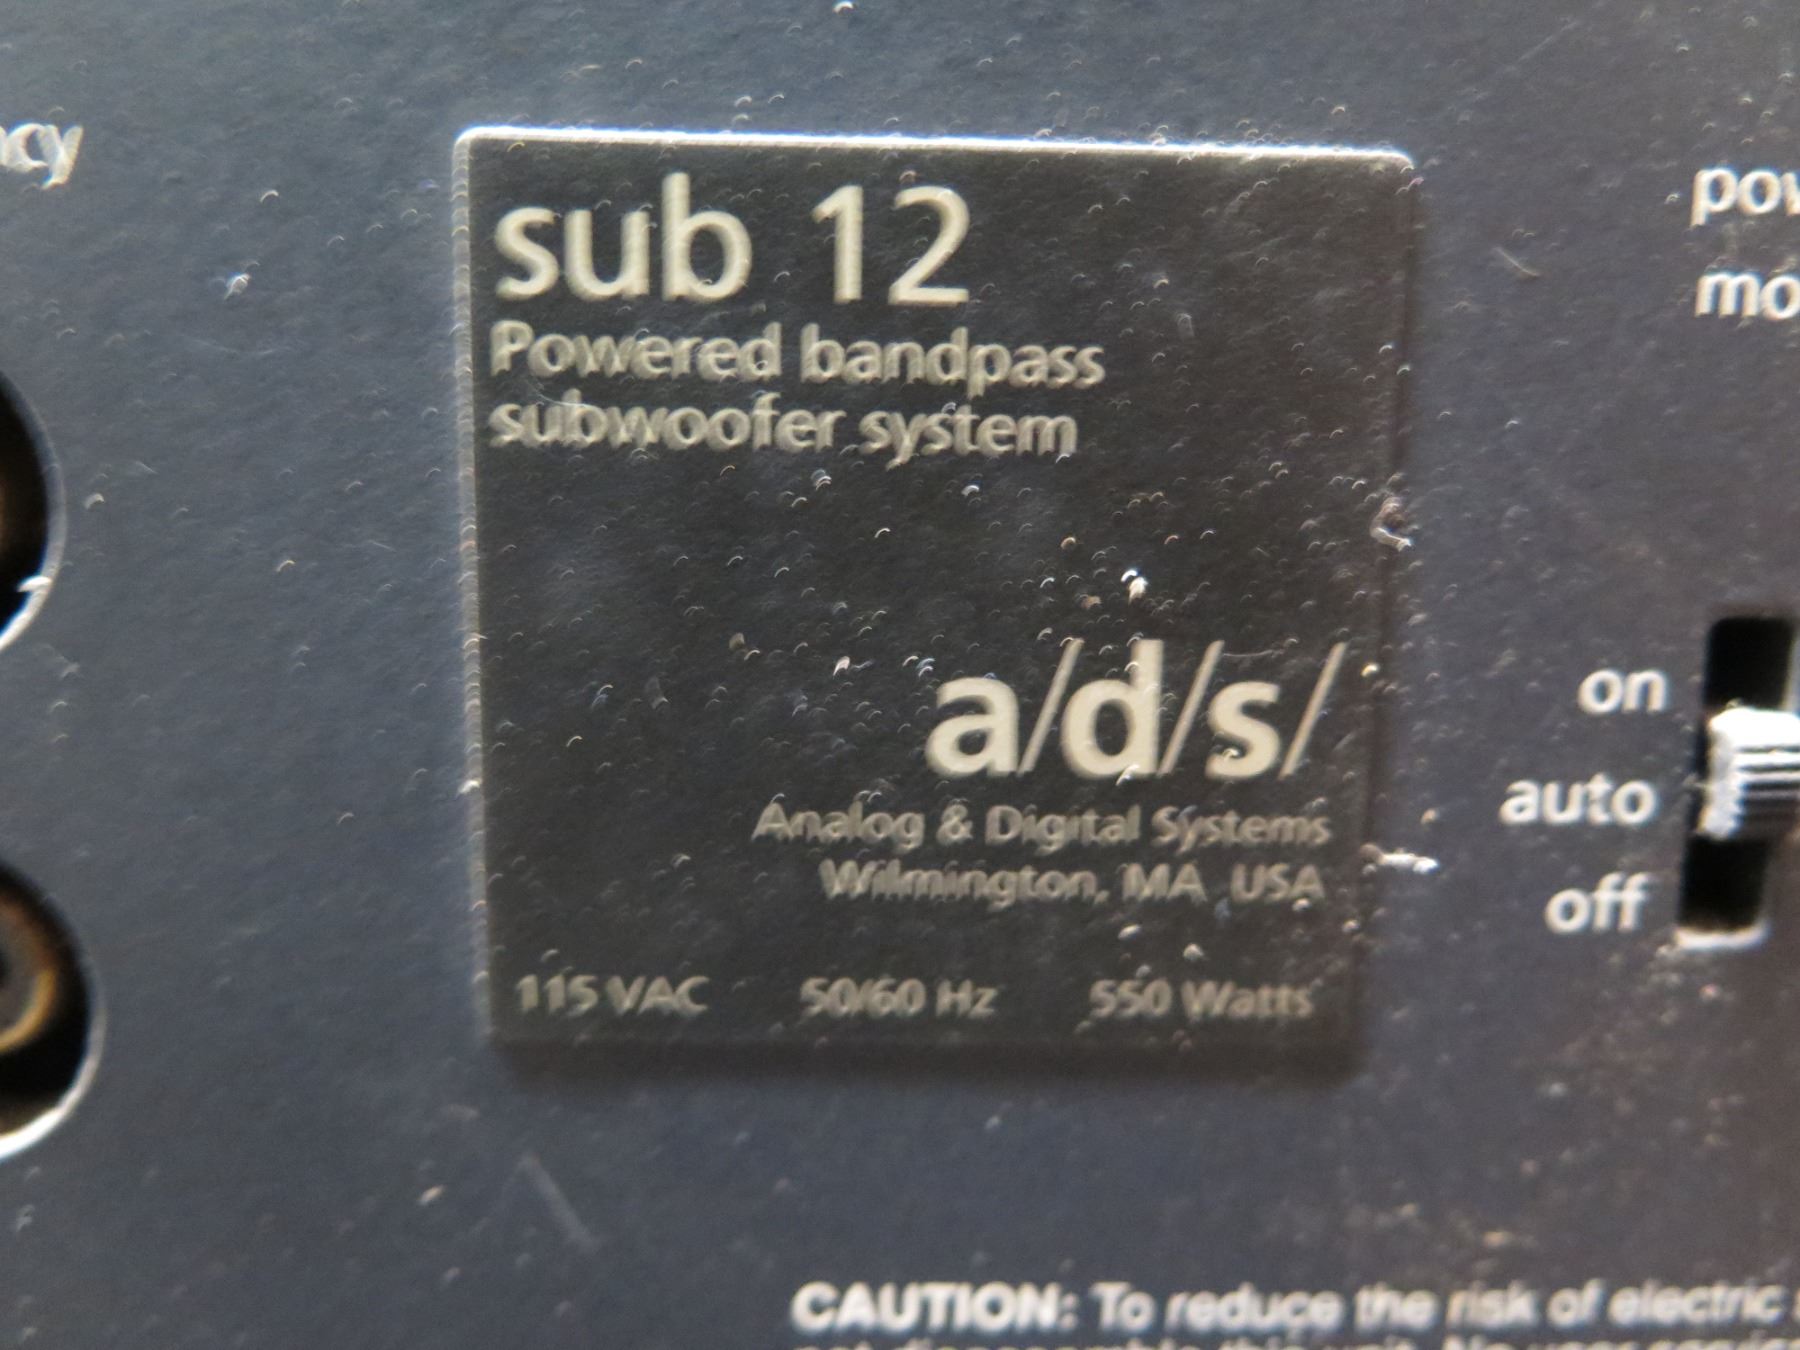 sub 12
Powered bandpass
subwoofer system
a/d/s/
Analog & Digital Systems
Wilmington, MA USA
115 VAC 50/60 Hz 550 Watts
on
auto
off
CAUTION: To reduce the risk of electric